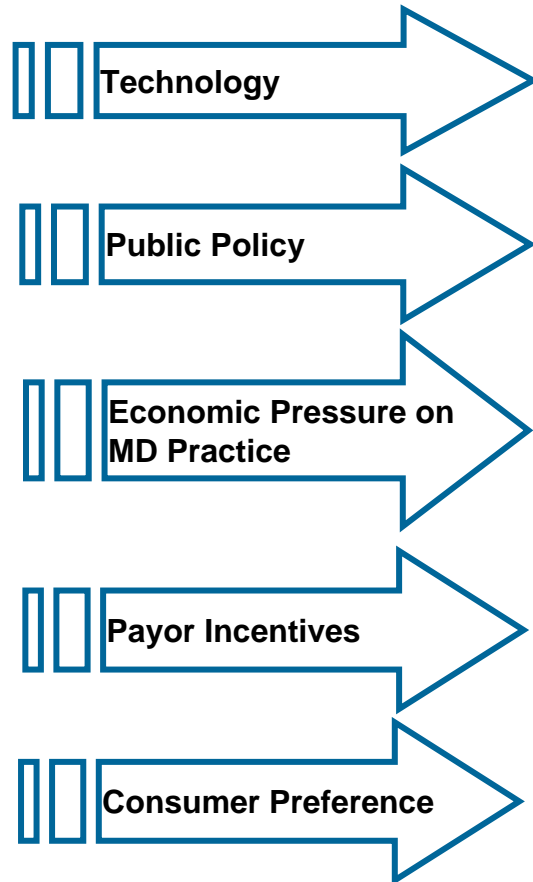 Technology
Public Policy
Economic Pressure on
MD Practice
Payor Incentives
Consumer Preference